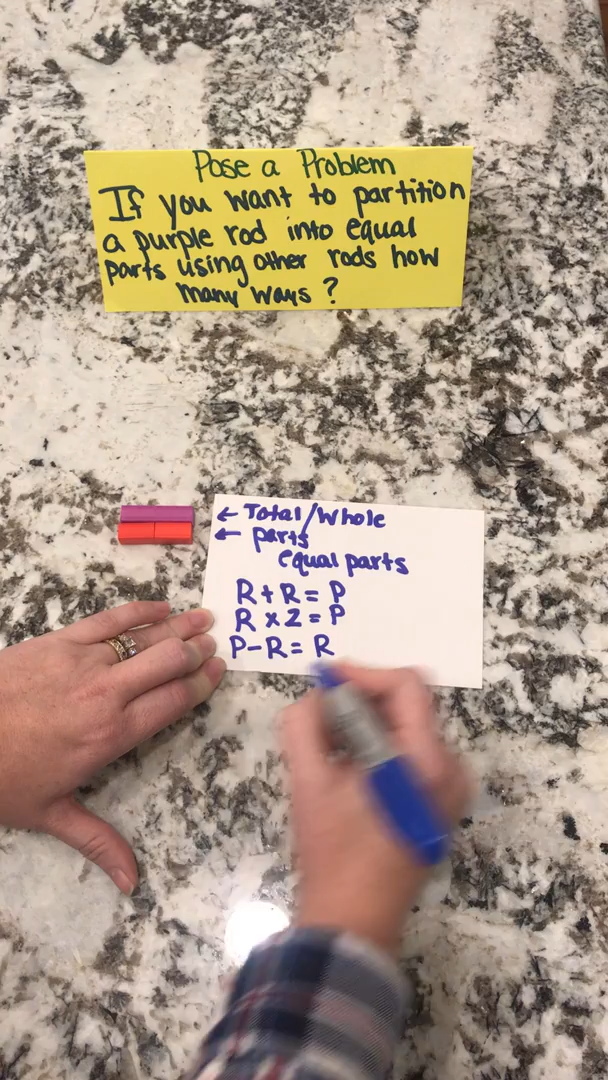 Pose a Problem
If you want to partition
a purple rod into equal
parts using other rods how
many ways?
← Total/Whole
← parts
equal parts
R + R = P
R × 2 = P
P - R = R